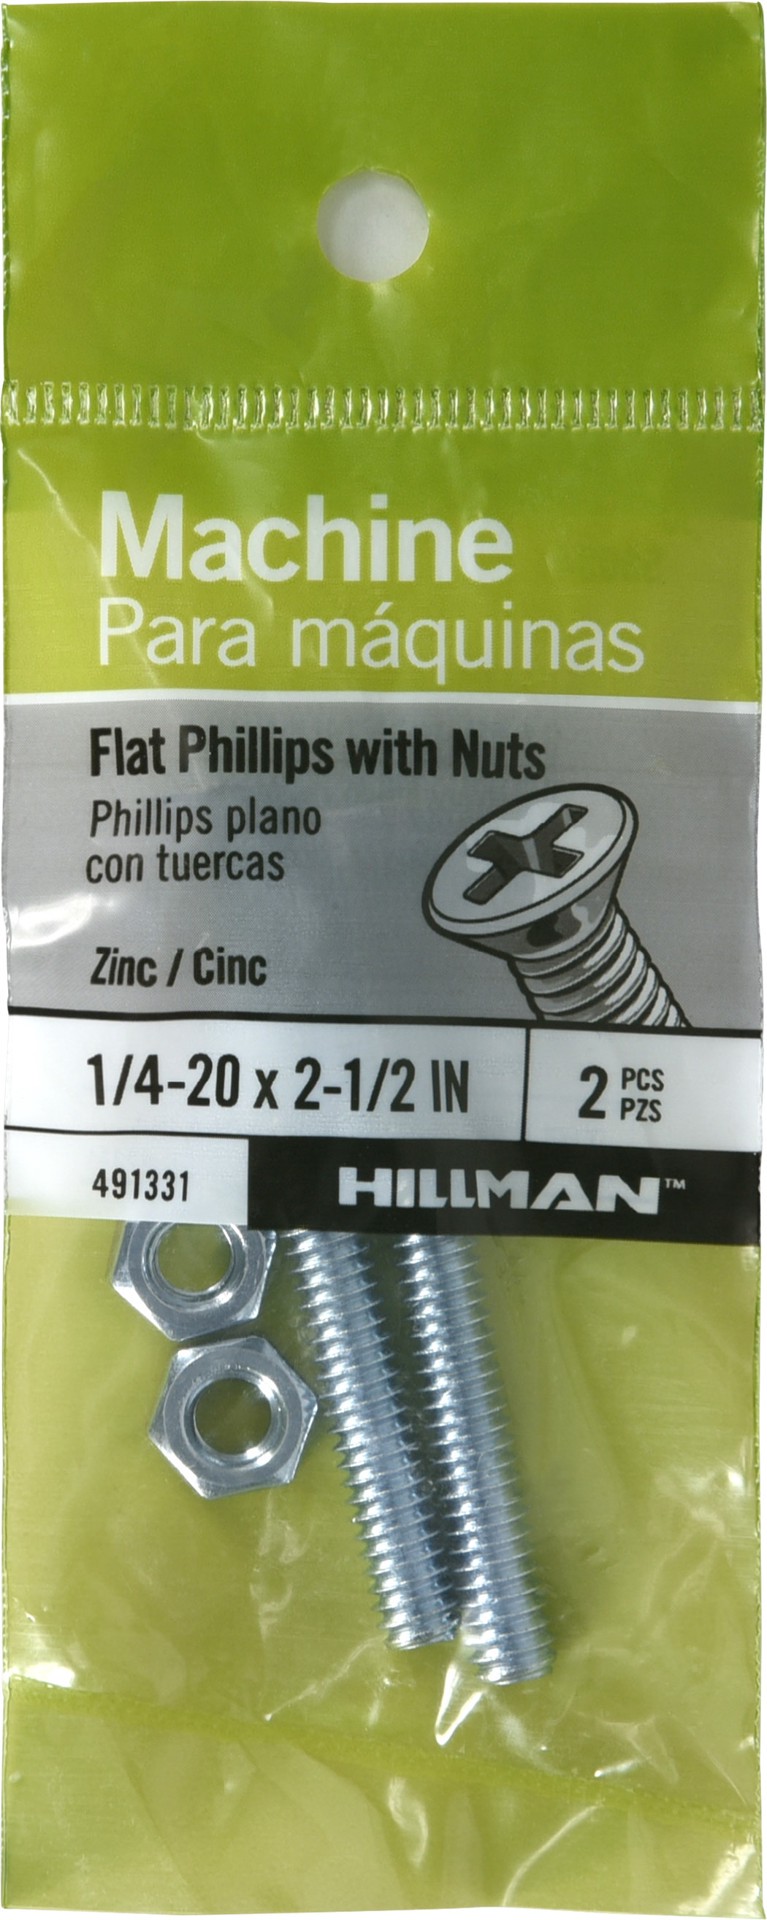 Machine
Para máquinas
Flat Phillips with Nuts
Phillips plano
con tuercas
Zinc / Cinc
1/4-20 x 2-1/2 IN
2 PCS
PZS
491331
HILLMAN™